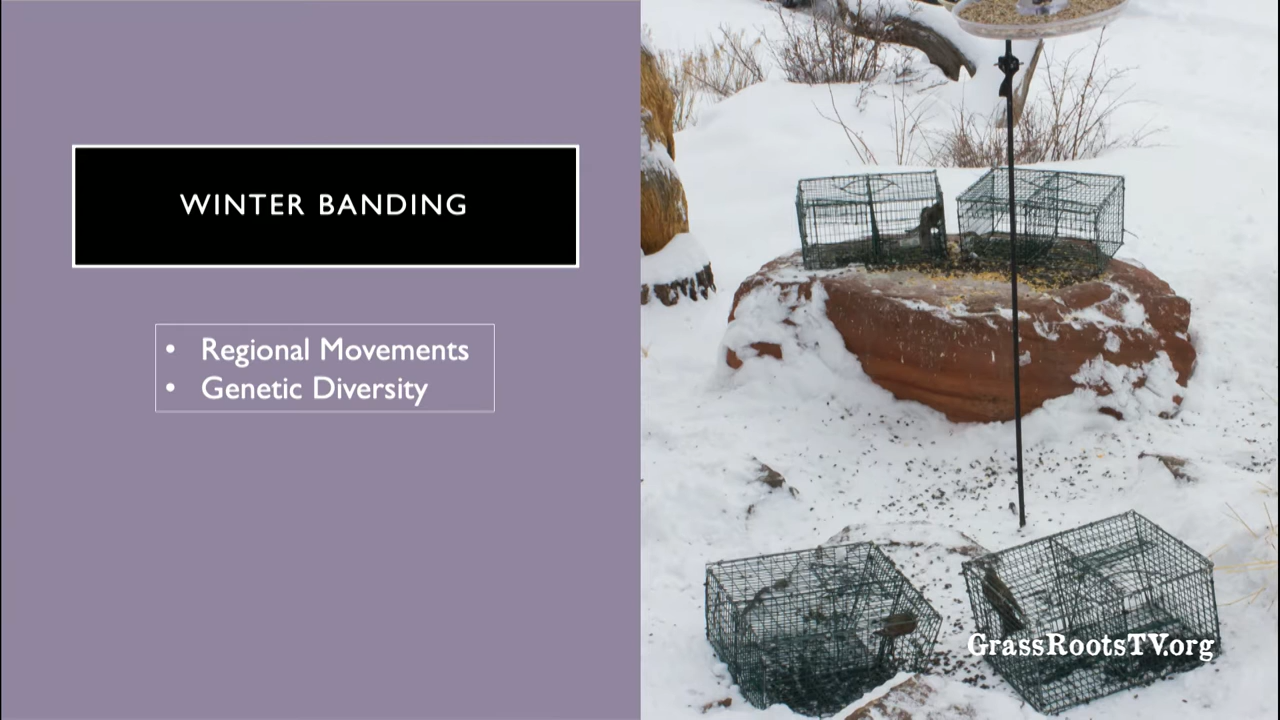 WINTER BANDING
• Regional Movements
• Genetic Diversity
GrassRootsTV.org